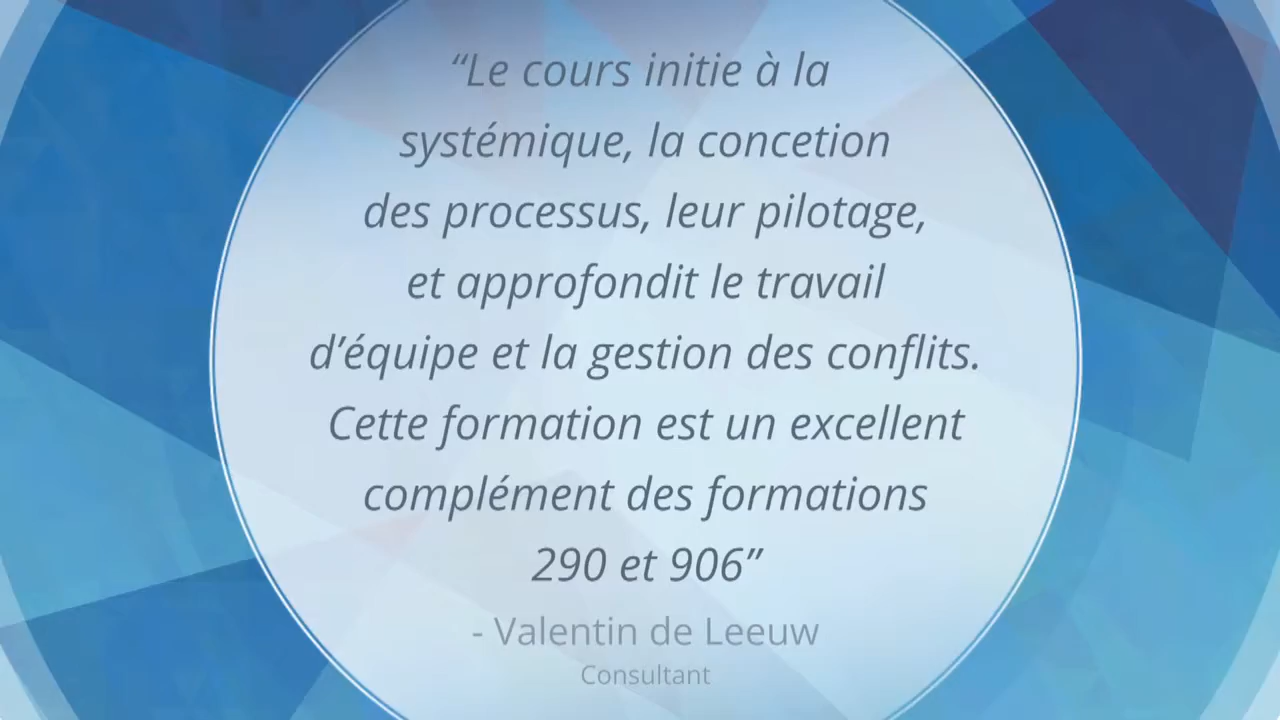 “Le cours initie à la
systémique, la concetion
des processus, leur pilotage,
et approfondit le travail
d’équipe et la gestion des conflits.
Cette formation est un excellent
complément des formations
290 et 906”
- Valentin de Leeuw
Consultant